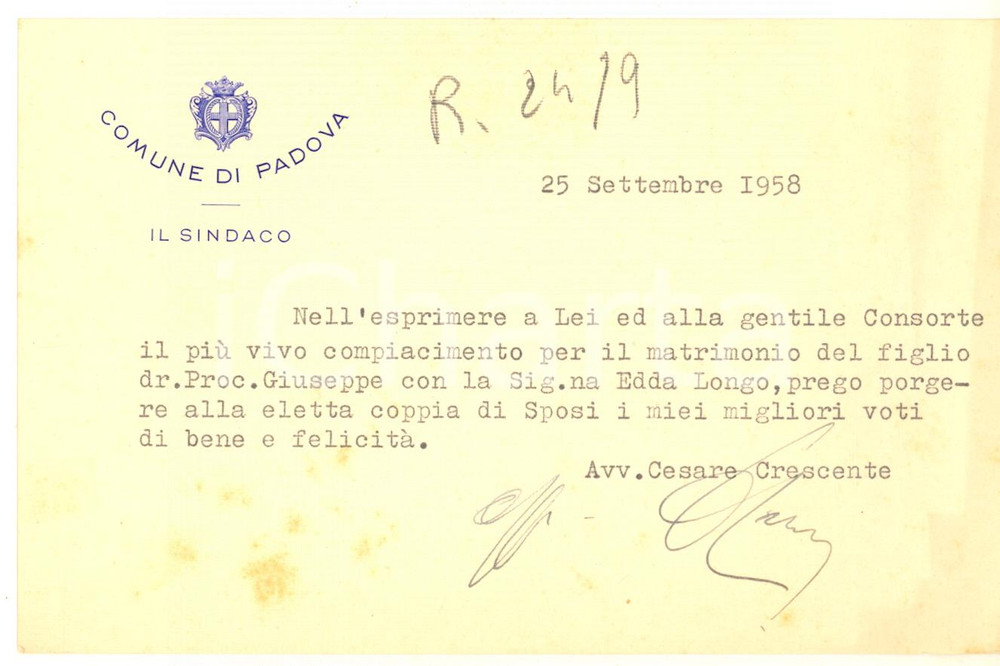 R. 24/9
COMUNE DI PADOVA
IL SINDACO
25 Settembre I958
Nell'esprimere a Lei ed alla gentile Consorte
il più vivo compiacimento per il matrimonio del figlio
dr.Proc.Giuseppe con la Sig.na Edda Longo,prego porge-
re alla eletta coppia di Sposi i miei migliori voti
di bene e felicità.
Avv.Cesare Crescente